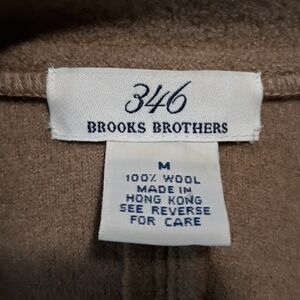 346
BROOKS BROTHERS
M
100% WOOL
MADE IN
HONG KONG
SEE REVERSE
FOR CARE